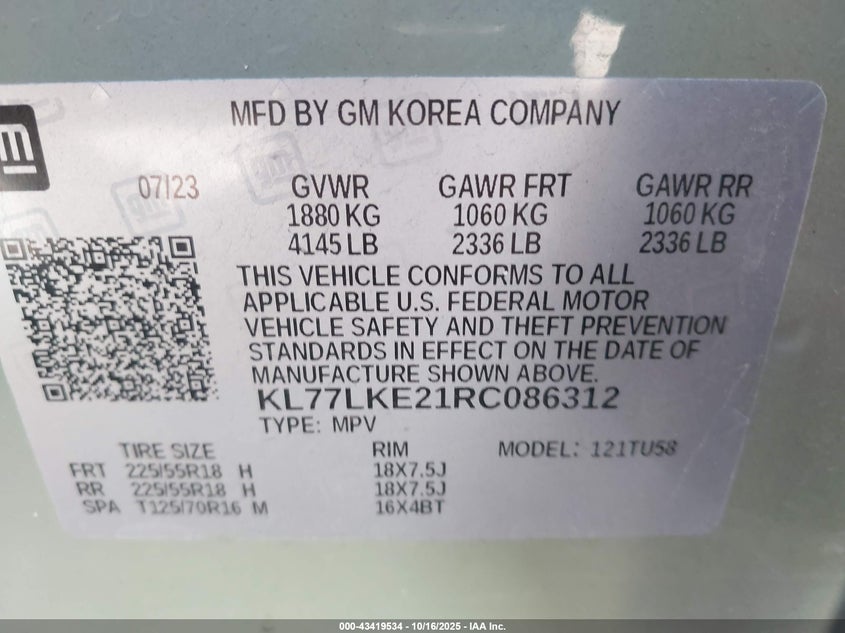 MFD BY GM KOREA COMPANY
07/23 GVWR GAWR FRT GAWR RR
1880 KG 1060 KG 1060 KG
4145 LB 2336 LB 2336 LB
THIS VEHICLE CONFORMS TO ALL
APPLICABLE U.S. FEDERAL MOTOR
VEHICLE SAFETY AND THEFT PREVENTION
STANDARDS IN EFFECT ON THE DATE OF
MANUFACTURE SHOWN ABOVE.
KL77LKE21RC086312
TYPE: MPV
TIRE SIZE RIM MODEL: 121TU58
FRT 225/55R18 H 18X7.5J
RR 225/55R18 H 18X7.5J
SPA T125/70R16 M 16X4BT
000-43419534 - 10/16/2025 - IAA Inc.